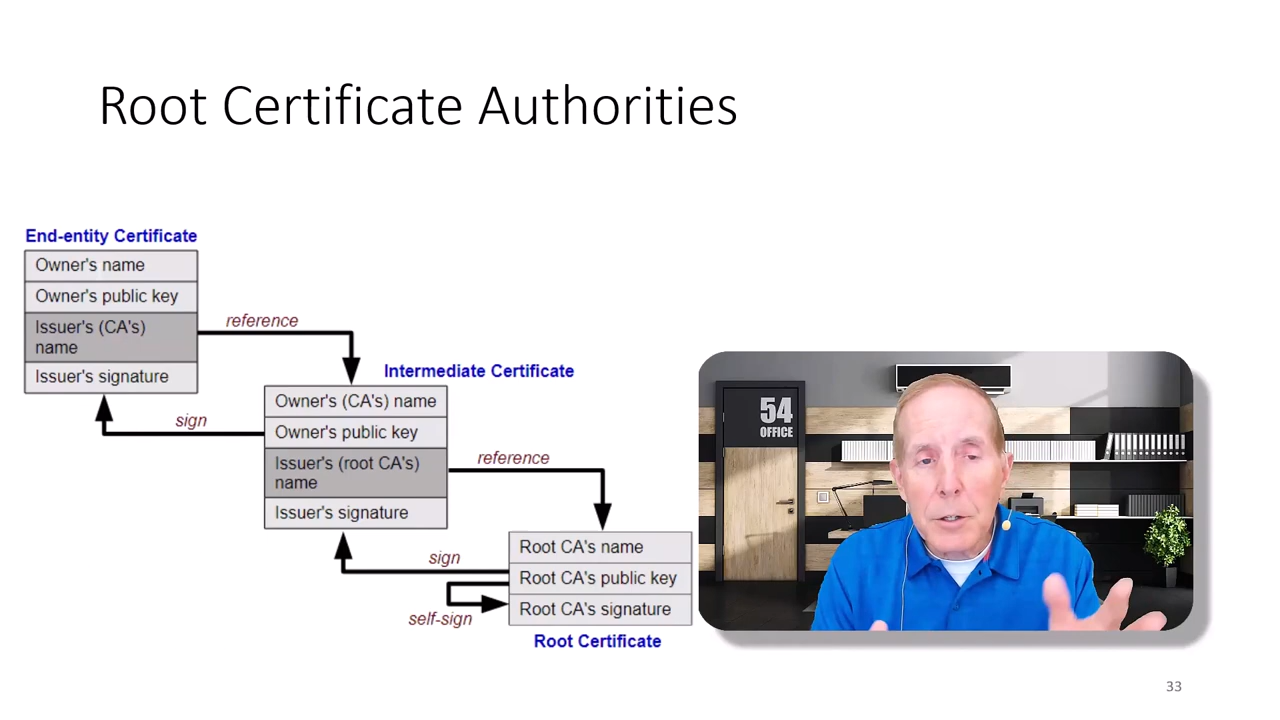 Root Certificate Authorities
End-entity Certificate
Owner's name
Owner's public key
Issuer's (CA's)
name
Issuer's signature
reference
sign
Intermediate Certificate
Owner's (CA's) name
Owner's public key
Issuer's (root CA's)
name
Issuer's signature
reference
sign
self-sign
Root CA's name
Root CA's public key
Root CA's signature
Root Certificate
54
OFFICE
33